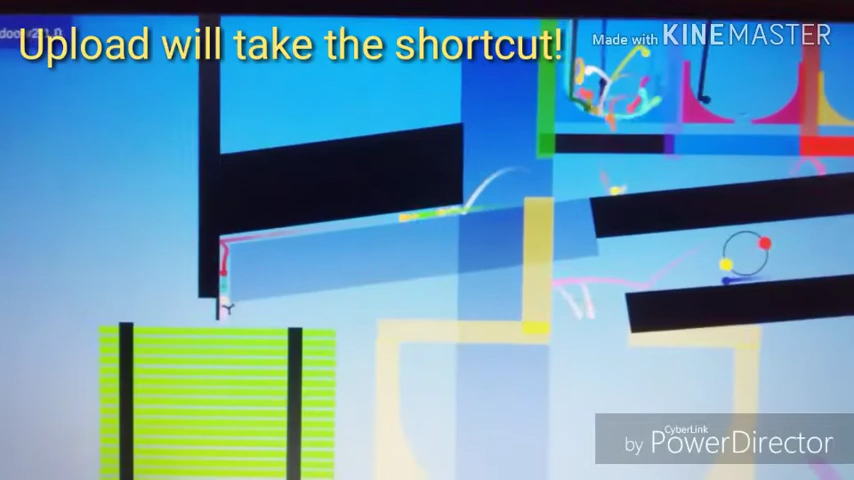 Upload will take the shortcut!
Made with KINEMASTER
CyberLink
by PowerDirector